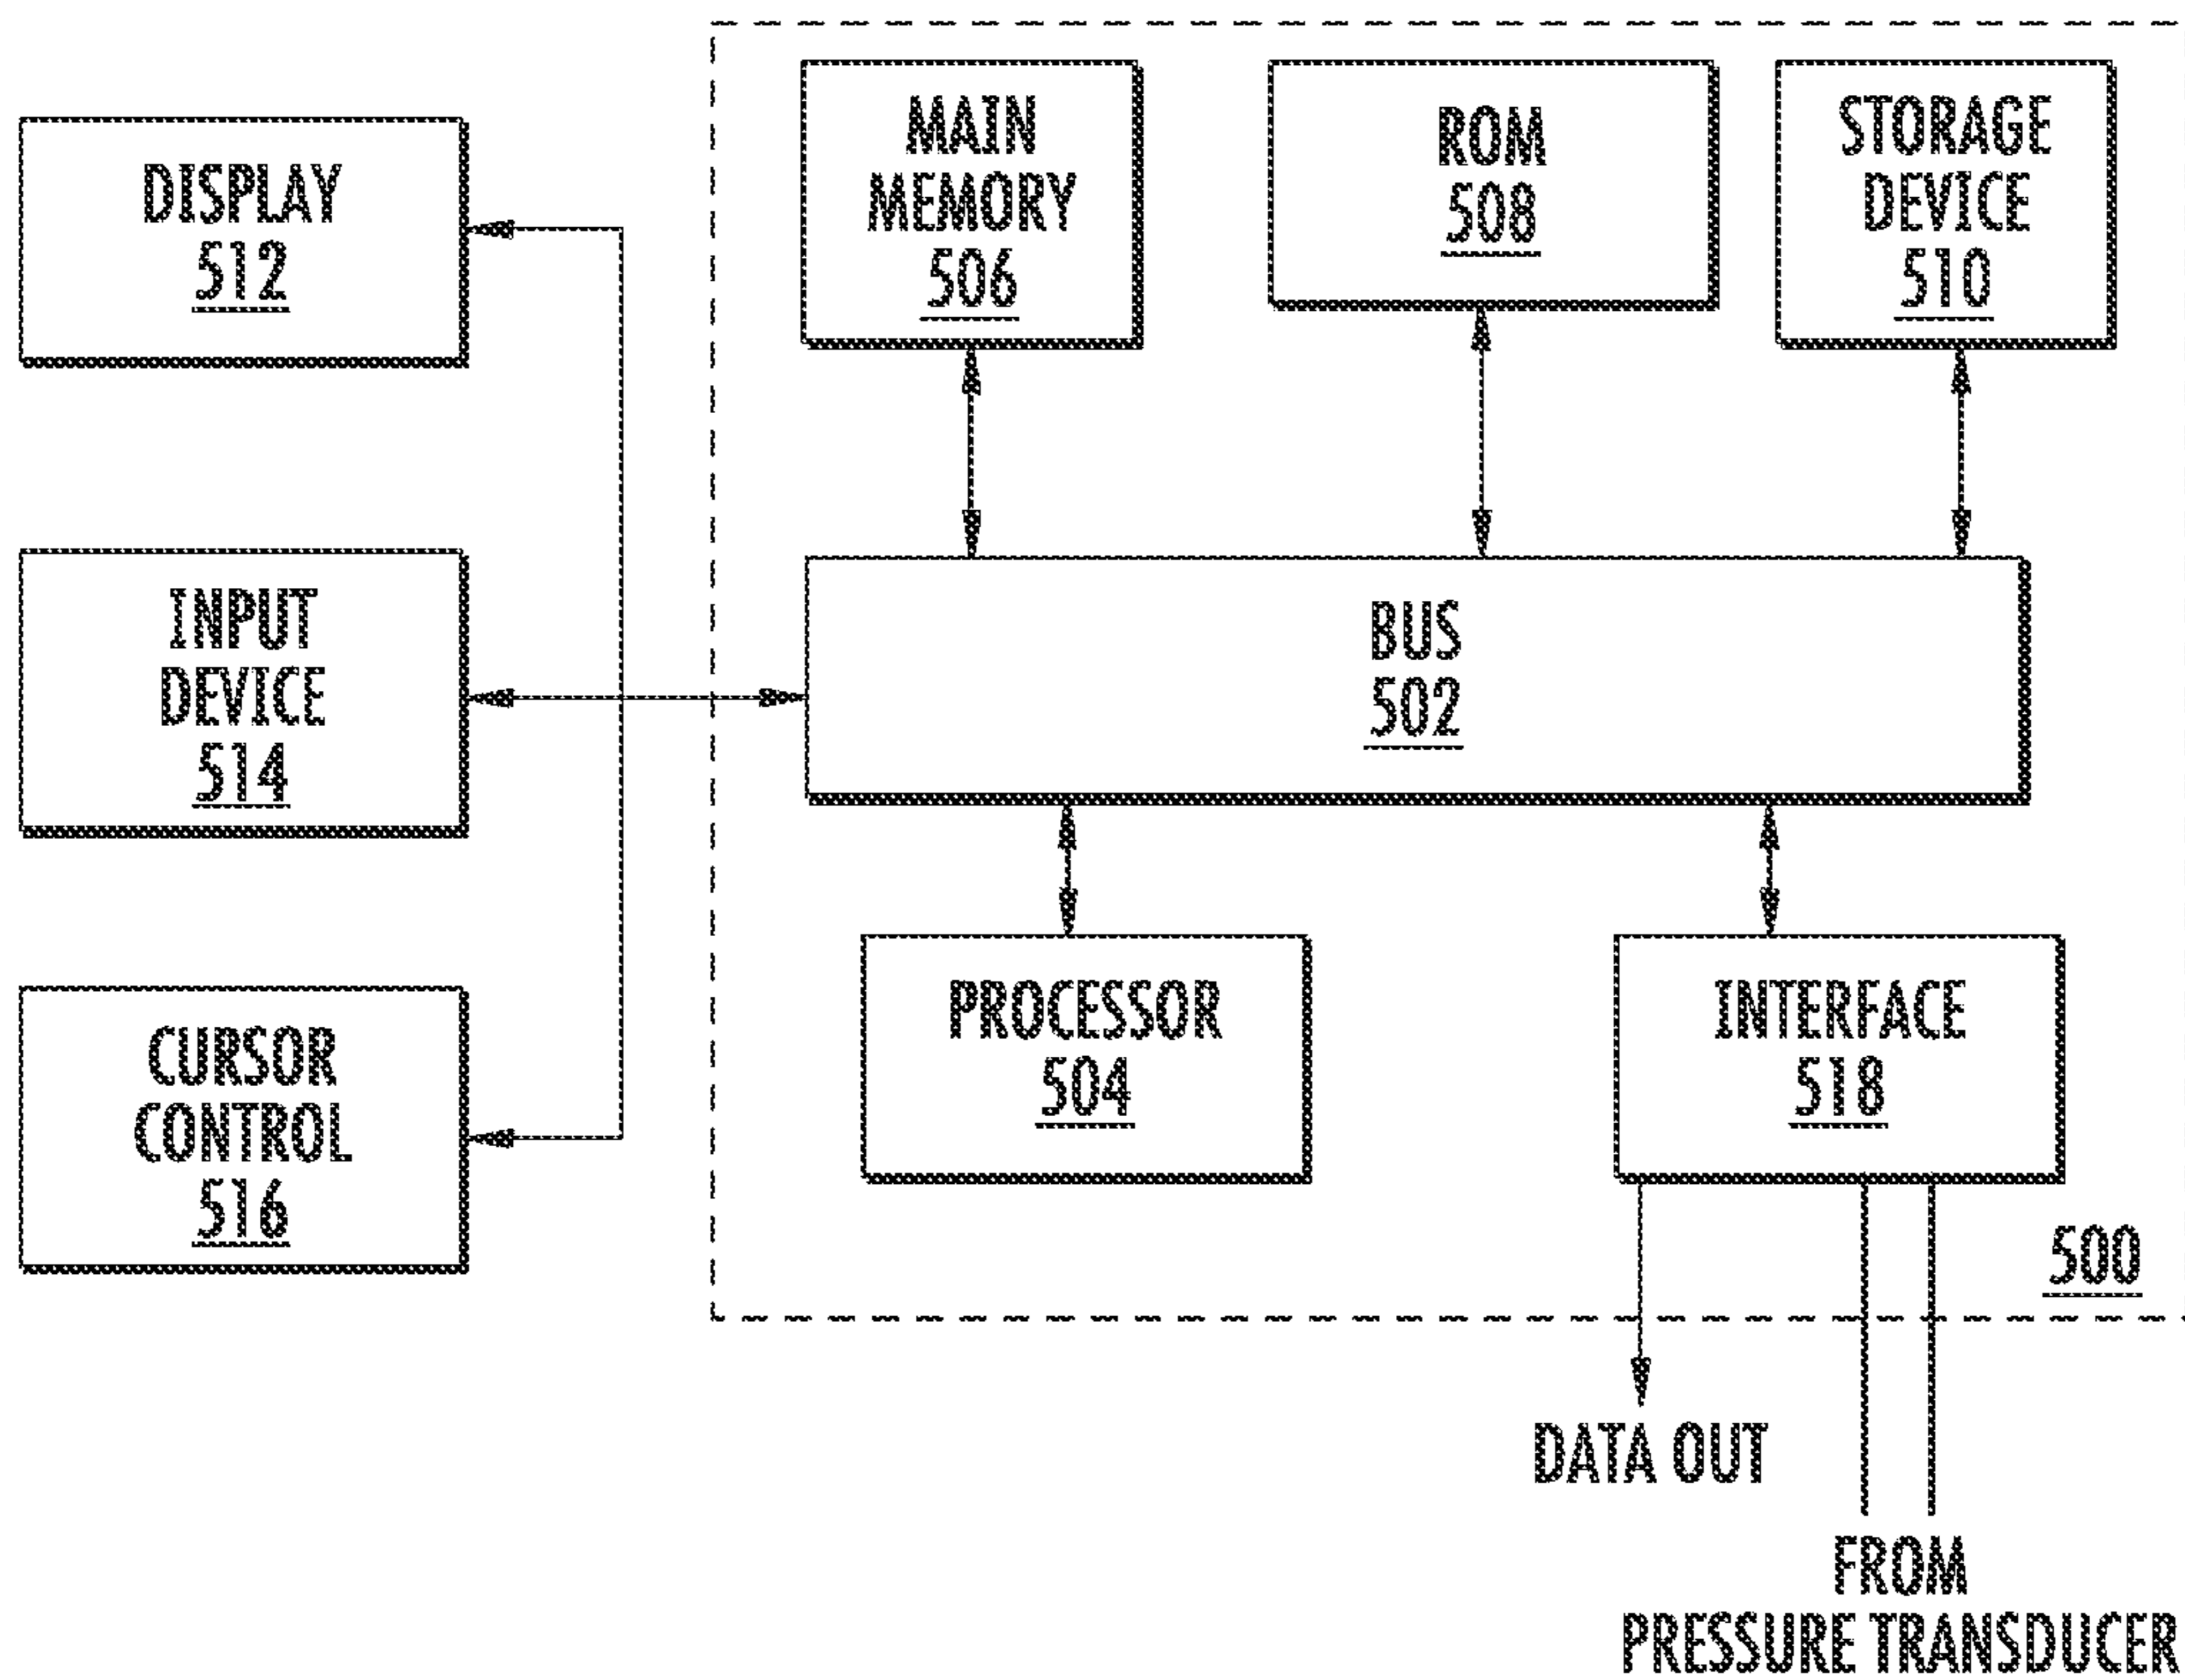 DISPLAY
512
INPUT
DEVICE
514
CURSOR
CONTROL
516
MAIN
MEMORY
506
ROM
508
STORAGE
DEVICE
510
BUS
502
PROCESSOR
504
INTERFACE
518
500
DATA OUT
FROM
PRESSURE TRANSDUCER